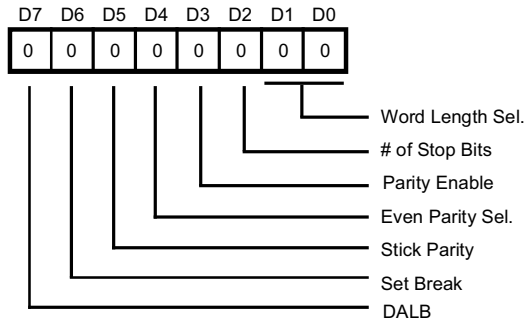 D7 D6 D5 D4 D3 D2 D1 D0
0 0 0 0 0 0 0 0
Word Length Sel.
# of Stop Bits
Parity Enable
Even Parity Sel.
Stick Parity
Set Break
DALB